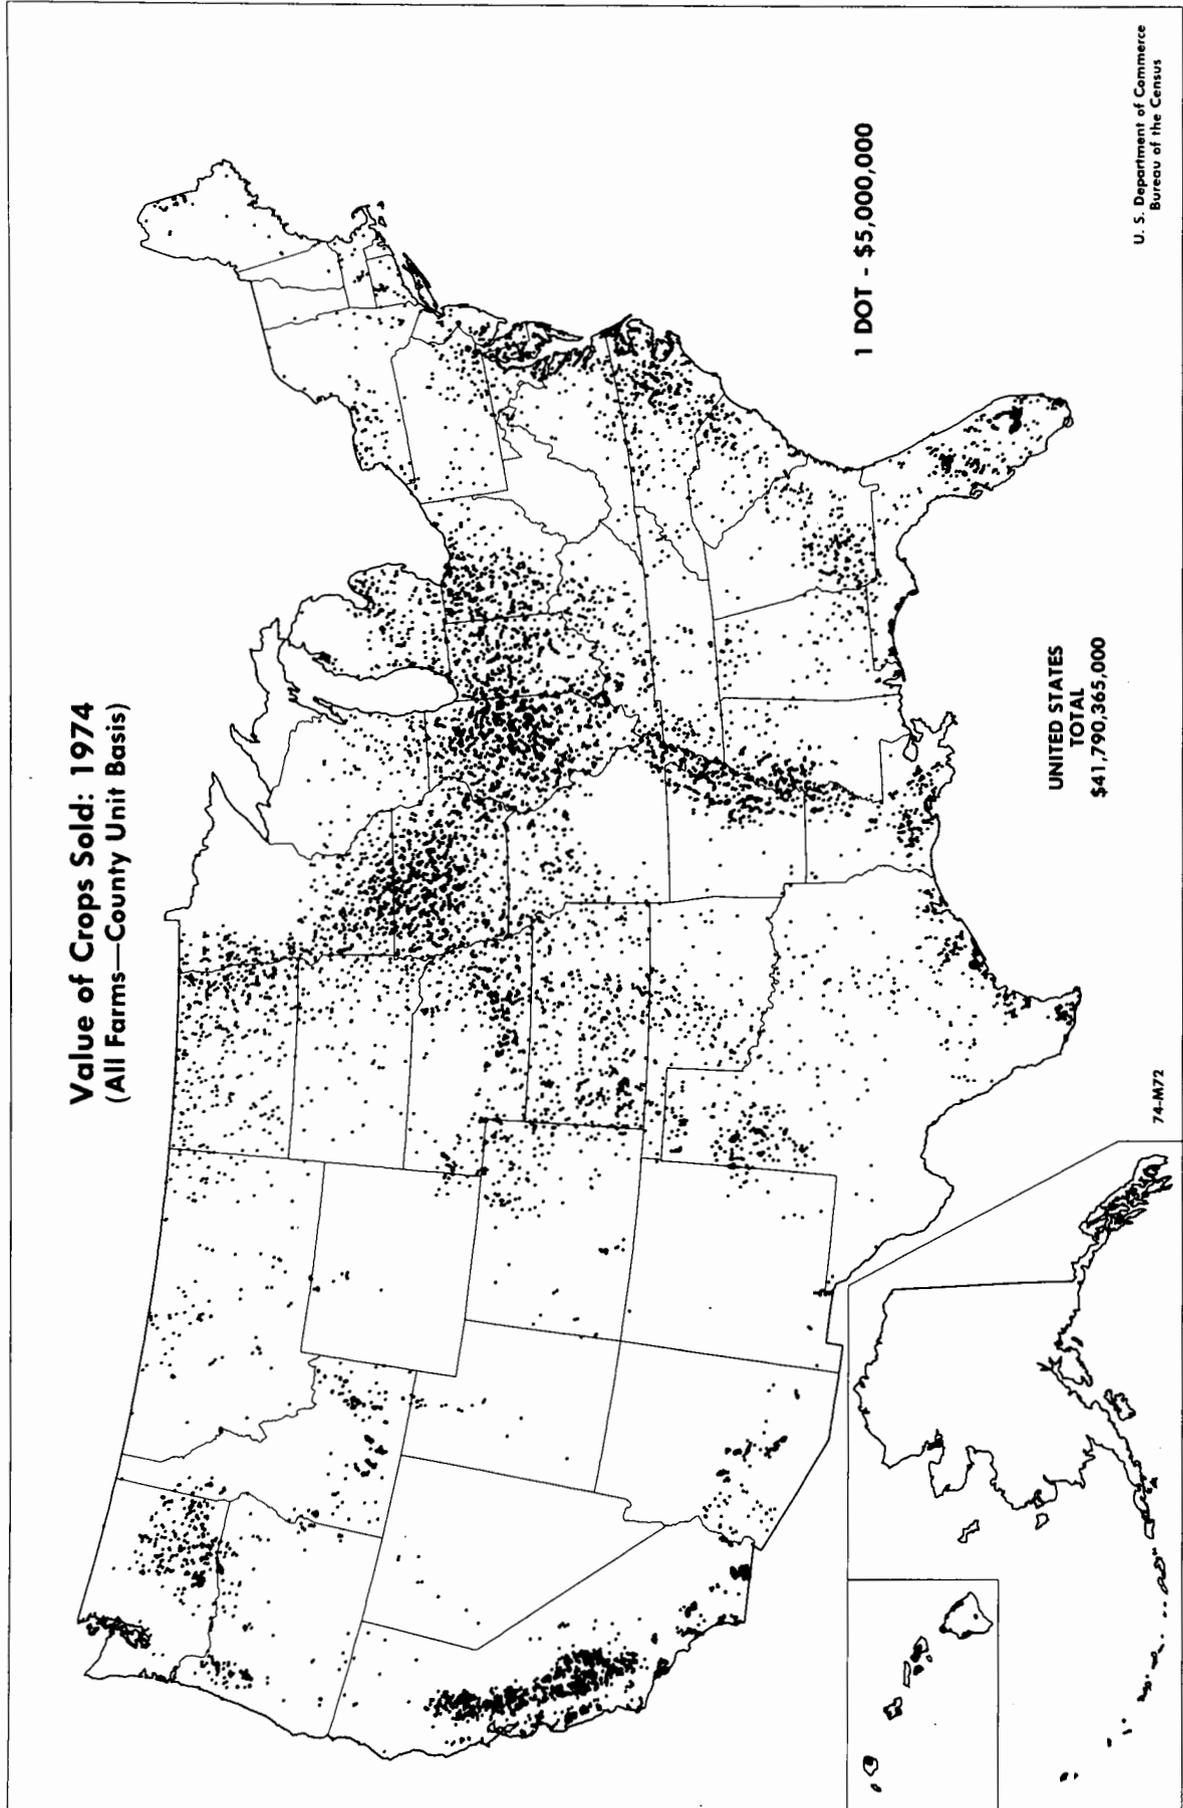 Value of Crops Sold: 1974
(All Farms—County Unit Basis)
1 DOT - $5,000,000
UNITED STATES
TOTAL
$41,790,365,000
74-M72
U. S. Department of Commerce
Bureau of the Census